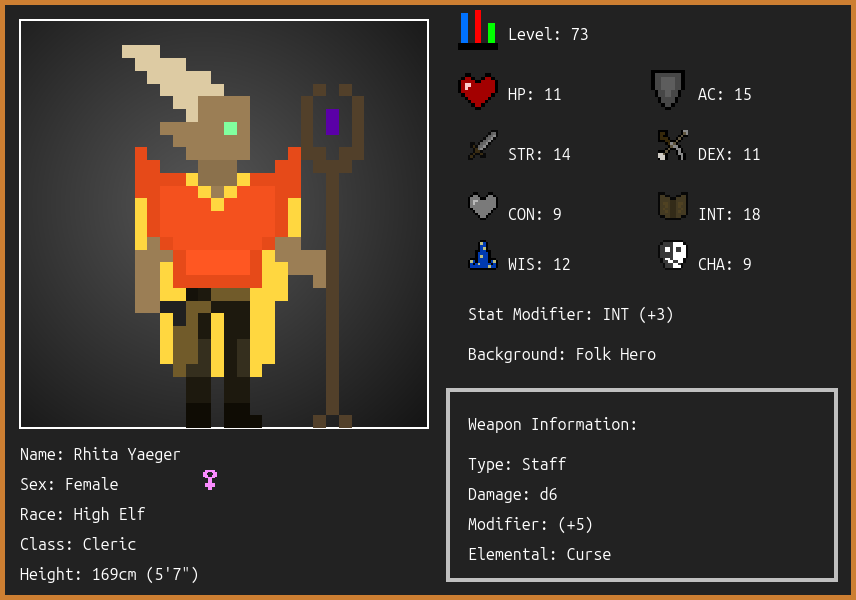 Level: 73
HP: 11
AC: 15
STR: 14
DEX: 11
CON: 9
INT: 18
WIS: 12
CHA: 9
Stat Modifier: INT (+3)
Background: Folk Hero
Weapon Information:
Type: Staff
Damage: d6
Modifier: (+5)
Elemental: Curse
Name: Rhita Yaeger
Sex: Female
Race: High Elf
Class: Cleric
Height: 169cm (5'7")